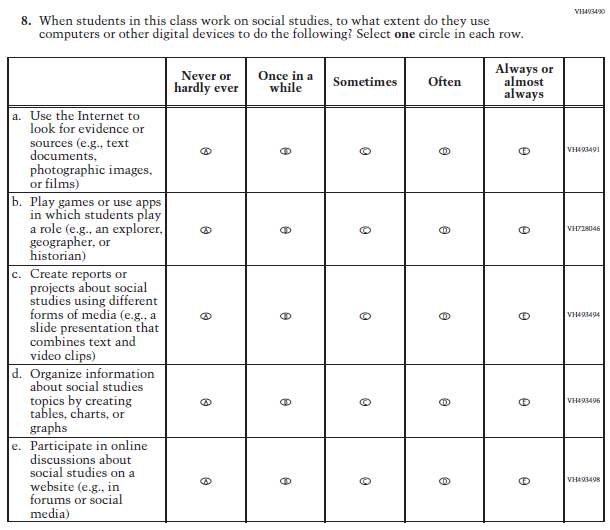 VH493490
8. When students in this class work on social studies, to what extent do they use
computers or other digital devices to do the following? Select one circle in each row.
Never or
hardly ever
Once in a
while
Sometimes
Often
Always or
almost
always
a. Use the Internet to
look for evidence or
sources (e.g., text
documents,
photographic images,
or films)
A B C D E VH493491
b. Play games or use apps
in which students play
a role (e.g., an explorer,
geographer, or
historian)
A B C D E VH728046
c. Create reports or
projects about social
studies using different
forms of media (e.g., a
slide presentation that
combines text and
video clips)
A B C D E VH493494
d. Organize information
about social studies
topics by creating
tables, charts, or
graphs
A B C D E VH493496
e. Participate in online
discussions about
social studies on a
website (e.g., in
forums or social
media)
A B C D E VH493498